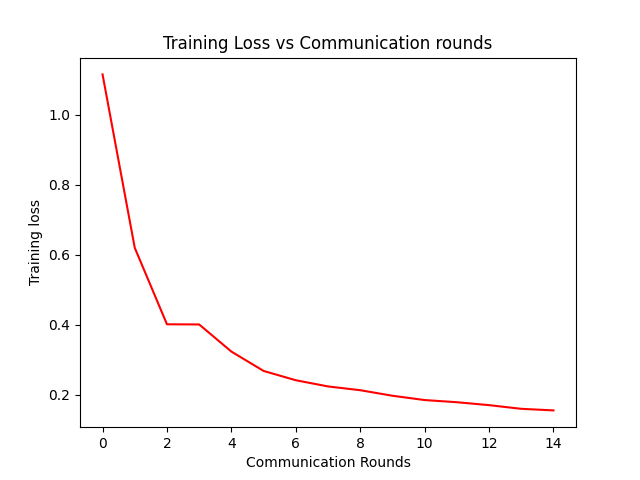 Training Loss vs Communication rounds
1.0
0.8
0.6
0.4
0.2
Training loss
0 2 4 6 8 10 12 14
Communication Rounds